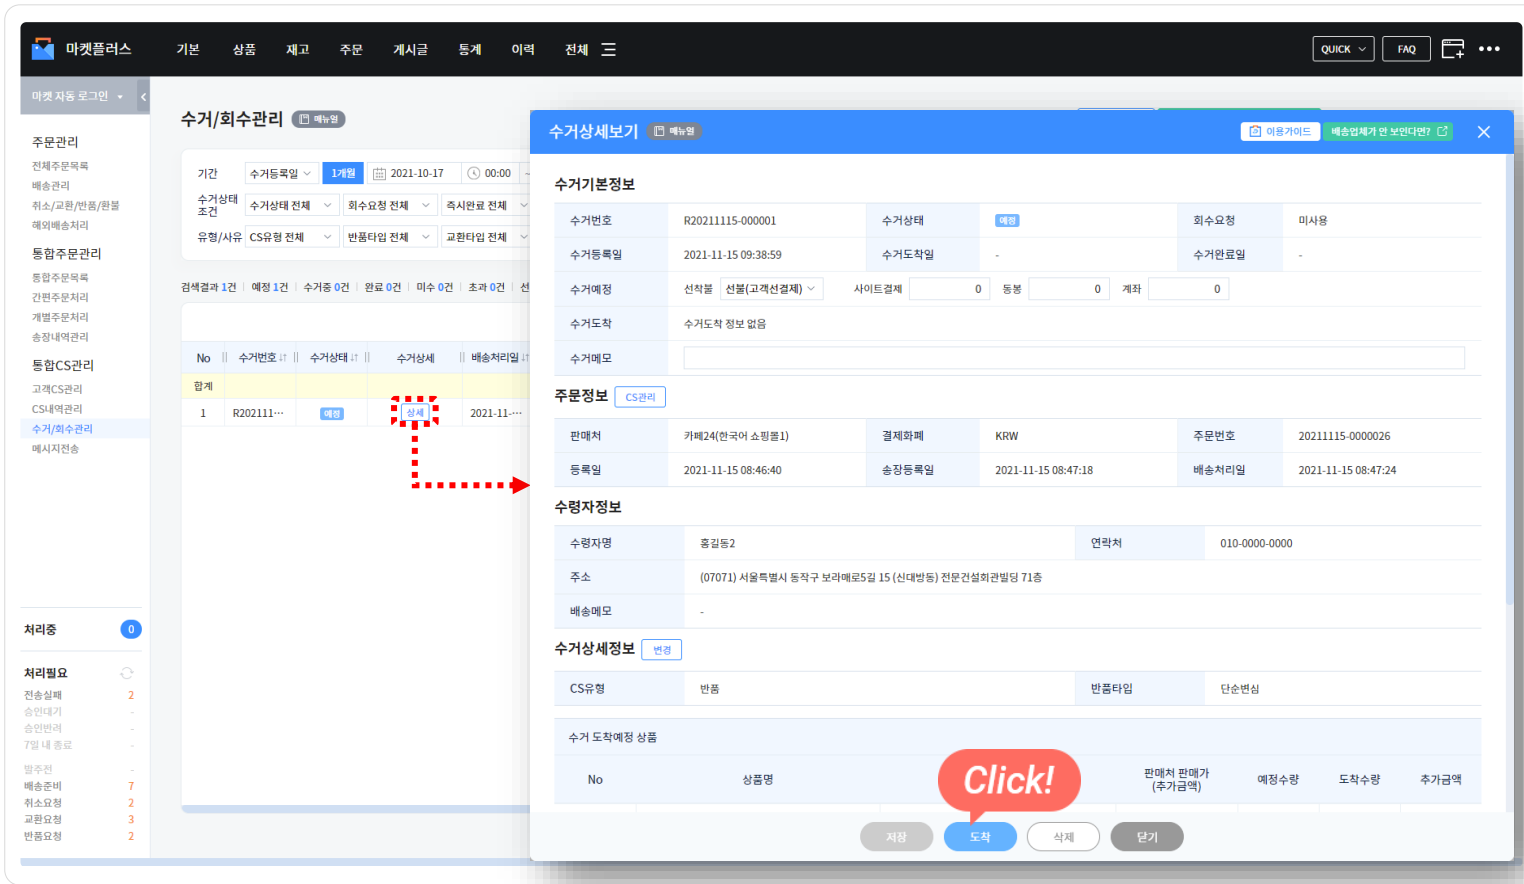 마켓플러스 기본 상품 재고 주문 게시글 통계 이력 전체 QUICK FAQ
마켓 자동 로그인
주문관리
전체주문목록
배송관리
취소/교환/반품/환불
해외배송처리
통합주문관리
통합주문목록
간편주문처리
개별주문처리
송장내역관리
통합CS관리
고객CS관리
CS내역관리
수거/회수관리
메시지전송
처리중 0
처리필요
전송실패 2
승인대기 -
승인반려 -
7일 내 종료 -
발주전 -
배송준비 7
취소요청 2
교환요청 3
반품요청 2
수거/회수관리 매뉴얼
기간 수거등록일 1개월 2021-10-17 00:00 ~
수거상태
조건
수거상태 전체 회수요청 전체 즉시완료 전체
유형/사유 CS유형 전체 반품타입 전체 교환타입 전체
검색결과 1건 예정 1건 수거중 0건 완료 0건 미수 0건 초과 0건 선
No 수거번호 수거상태 수거상세 배송처리일
합계
1 R202111··· 예정 상세 2021-11-···
수거상세보기 매뉴얼 이용가이드 배송업체가 안 보인다면?
수거기본정보
수거번호 R20211115-000001 수거상태 예정 회수요청 미사용
수거등록일 2021-11-15 09:38:59 수거도착일 - 수거완료일 -
수거예정 선착불 선불(고객선결제) 사이트결제 0 동봉 0 계좌 0
수거도착 수거도착 정보 없음
수거메모
주문정보 CS관리
판매처 카페24(한국어 쇼핑몰1) 결제화폐 KRW 주문번호 20211115-0000026
등록일 2021-11-15 08:46:40 송장등록일 2021-11-15 08:47:18 배송처리일 2021-11-15 08:47:24
수령자정보
수령자명 홍길동2 연락처 010-0000-0000
주소 (07071) 서울특별시 동작구 보라매로5길 15 (신대방동) 전문건설회관빌딩 71층
배송메모 -
수거상세정보 변경
CS유형 반품 반품타입 단순변심
수거 도착예정 상품
No 상품명 판매처 판매가
(추가금액) 예정수량 도착수량 추가금액
Click!
저장 도착 삭제 닫기